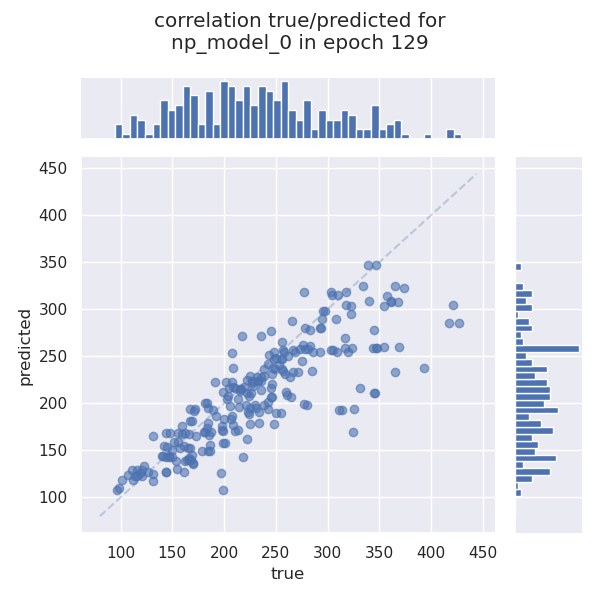 correlation true/predicted for
np_model_0 in epoch 129
450
400
350
300
250
200
150
100
predicted
100 150 200 250 300 350 400 450
true